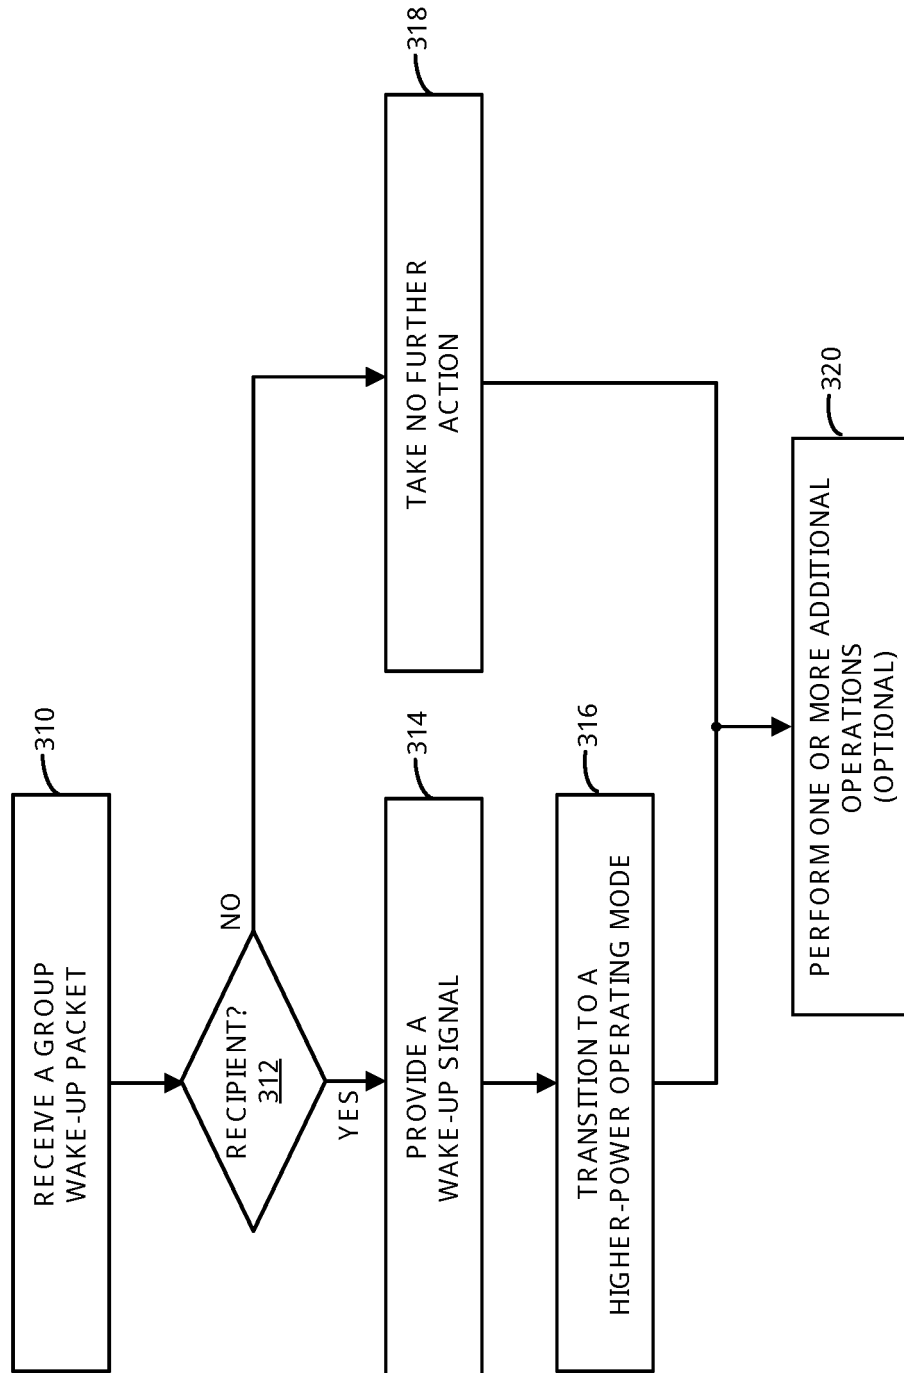 RECEIVE A GROUP
WAKE-UP PACKET
310
RECIPIENT?
312
NO
YES
PROVIDE A
WAKE-UP SIGNAL
314
TAKE NO FURTHER
ACTION
318
TRANSITION TO A
HIGHER-POWER OPERATING MODE
316
PERFORM ONE OR MORE ADDITIONAL
OPERATIONS
(OPTIONAL)
320